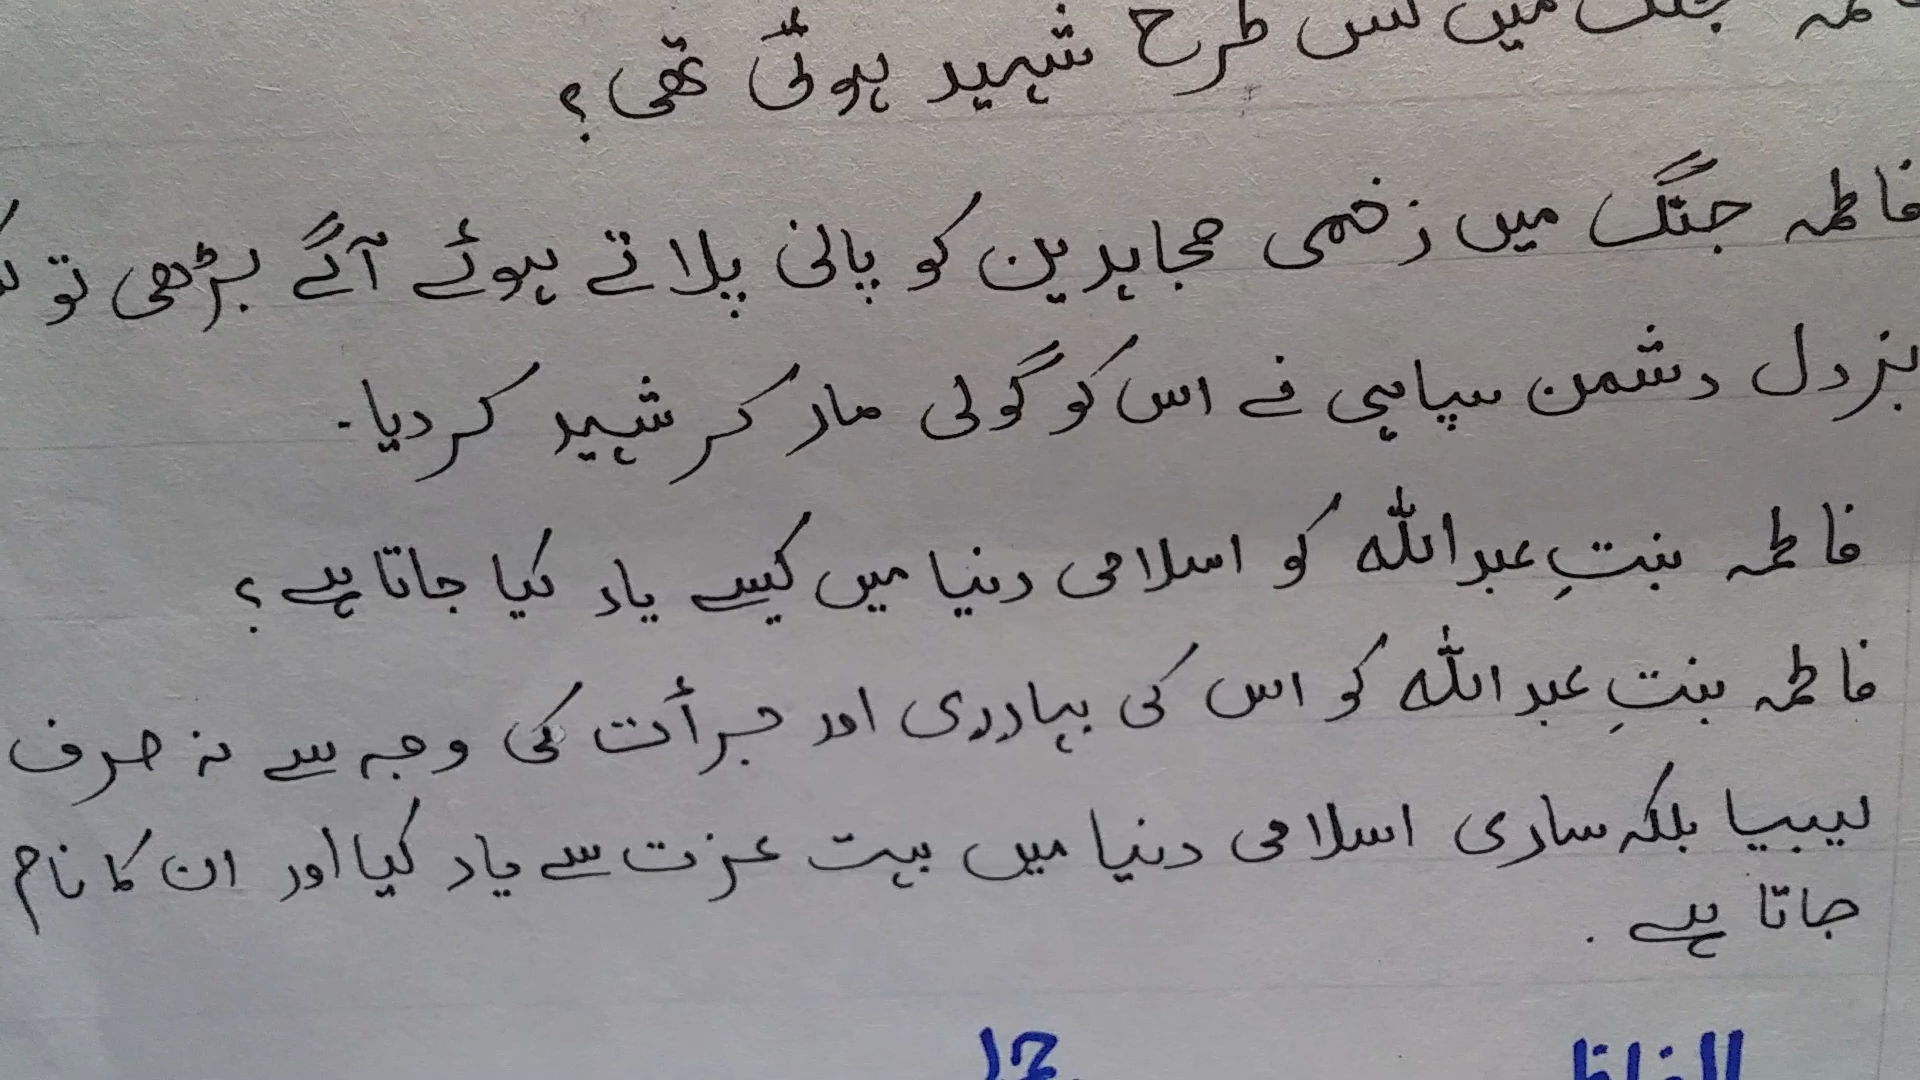 فاطمہ جنگ میں کس طرح شہید ہوئی تھی؟
فاطمہ جنگ میں زخمی مجاہدین کو پانی پلاتے ہوئے آگے بڑھی تو
بزدل دشمن سپاہی نے اس کو گولی مار کر شہید کر دیا۔
فاطمہ بنتِ عبداللہ کو اسلامی دنیا میں کیسے یاد کیا جاتا ہے؟
فاطمہ بنتِ عبداللہ کو اس کی بہادری اور جرأت کی وجہ سے نہ صرف
لیبیا بلکہ ساری اسلامی دنیا میں بہت عزت سے یاد کیا اور ان کا نام
جاتا ہے۔
الفاظ